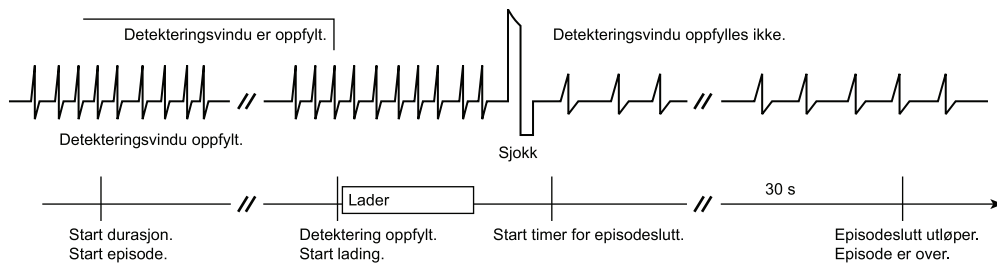 Detekteringsvindu er oppfylt.
Detekteringsvindu oppfylles ikke.
Detekteringsvindu oppfylt.
Sjokk
Lader
30 s
Start durasjon.
Start episode.
Detektering oppfylt.
Start lading.
Start timer for episodeslutt.
Episodeslutt utløper.
Episode er over.